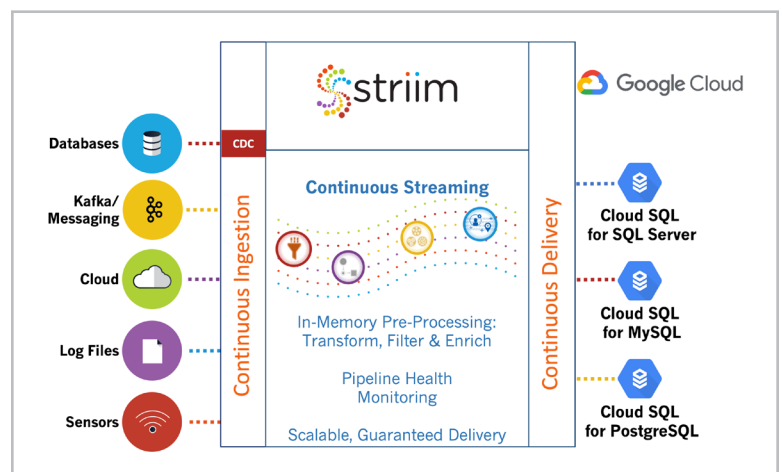 striim
Google Cloud
Databases
CDC
Kafka/
Messaging
Cloud
Log Files
Sensors
Continuous Ingestion
Continuous Streaming
In-Memory Pre-Processing:
Transform, Filter & Enrich
Pipeline Health
Monitoring
Scalable, Guaranteed Delivery
Continuous Delivery
Cloud SQL
for SQL Server
Cloud SQL
for MySQL
Cloud SQL
for PostgreSQL